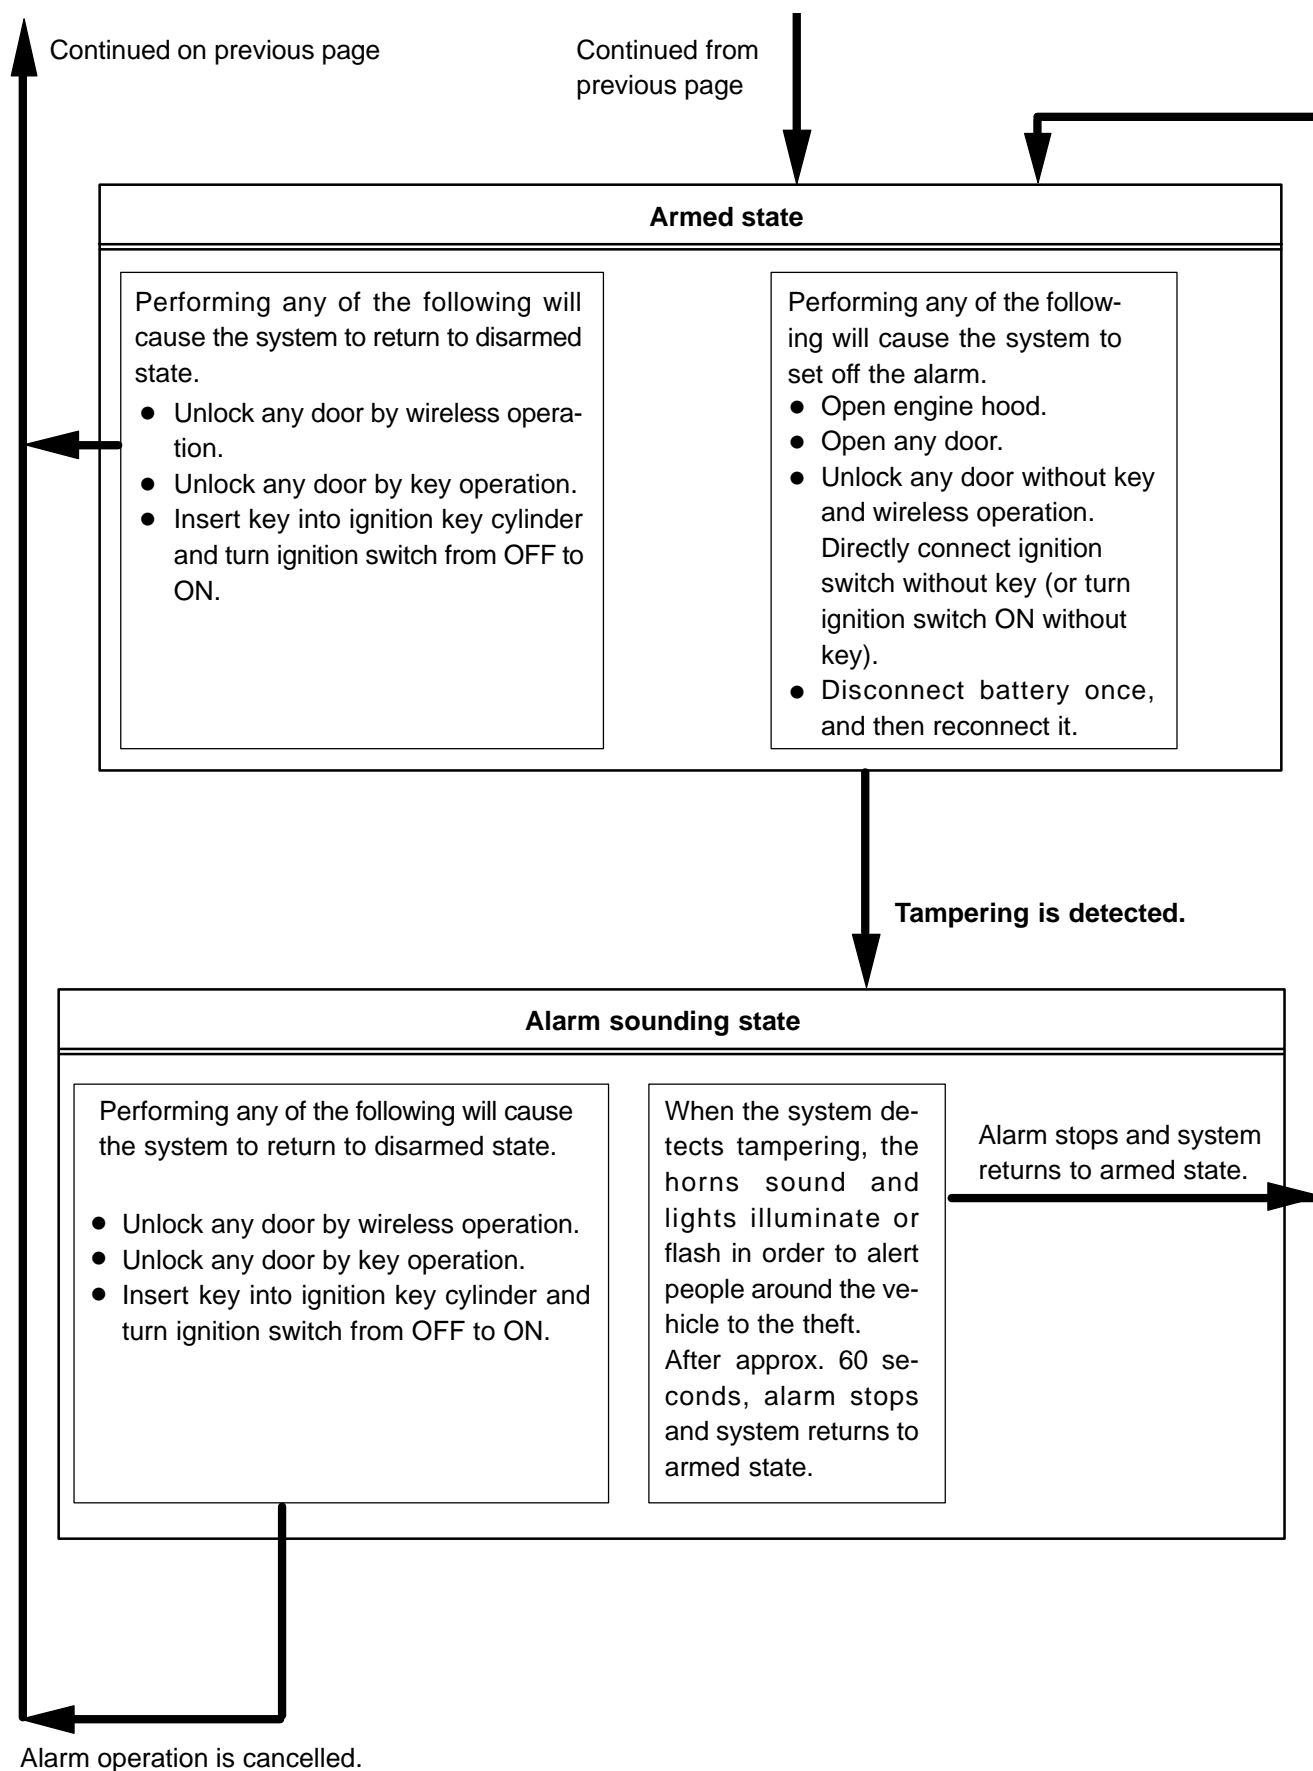 Continued on previous page
Continued from
previous page
Armed state
Performing any of the following will
cause the system to return to disarmed
state.
● Unlock any door by wireless opera-
tion.
● Unlock any door by key operation.
● Insert key into ignition key cylinder
and turn ignition switch from OFF to
ON.
Performing any of the follow-
ing will cause the system to
set off the alarm.
● Open engine hood.
● Open any door.
● Unlock any door without key
and wireless operation.
Directly connect ignition
switch without key (or turn
ignition switch ON without
key).
● Disconnect battery once,
and then reconnect it.
Tampering is detected.
Alarm sounding state
Performing any of the following will cause
the system to return to disarmed state.
● Unlock any door by wireless operation.
● Unlock any door by key operation.
● Insert key into ignition key cylinder and
turn ignition switch from OFF to ON.
When the system de-
tects tampering, the
horns sound and
lights illuminate or
flash in order to alert
people around the ve-
hicle to the theft.
After approx. 60 se-
conds, alarm stops
and system returns to
armed state.
Alarm stops and system
returns to armed state.
Alarm operation is cancelled.